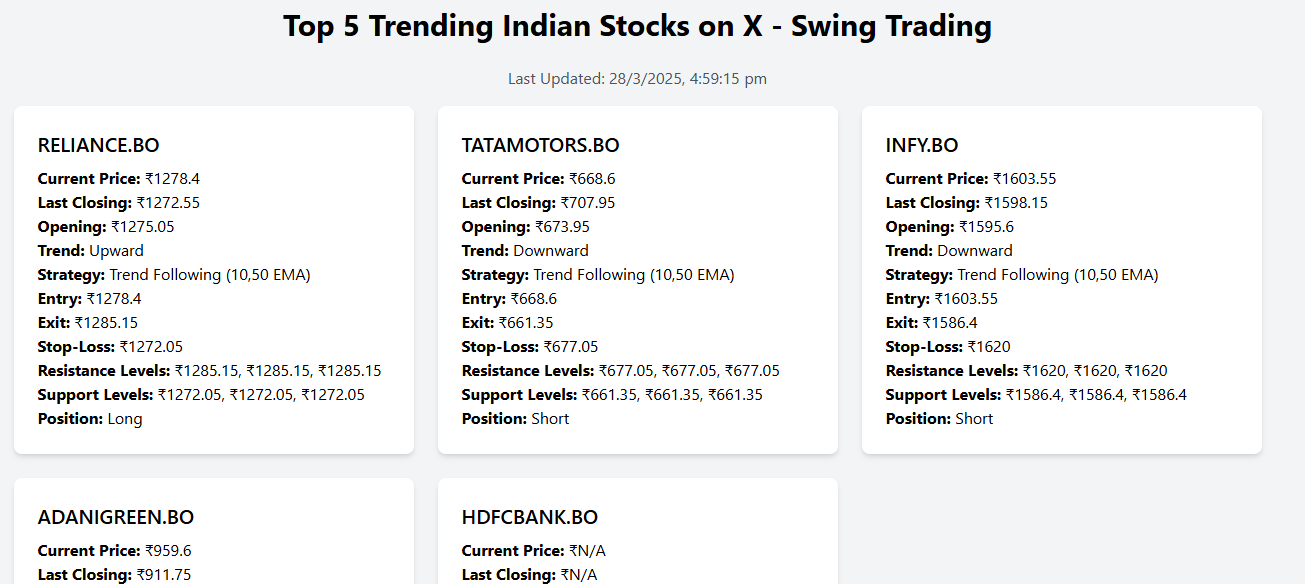 Top 5 Trending Indian Stocks on X - Swing Trading
Last Updated: 28/3/2025, 4:59:15 pm
RELIANCE.BO
Current Price: ₹1278.4
Last Closing: ₹1272.55
Opening: ₹1275.05
Trend: Upward
Strategy: Trend Following (10,50 EMA)
Entry: ₹1278.4
Exit: ₹1285.15
Stop-Loss: ₹1272.05
Resistance Levels: ₹1285.15, ₹1285.15, ₹1285.15
Support Levels: ₹1272.05, ₹1272.05, ₹1272.05
Position: Long
TATAMOTORS.BO
Current Price: ₹668.6
Last Closing: ₹707.95
Opening: ₹673.95
Trend: Downward
Strategy: Trend Following (10,50 EMA)
Entry: ₹668.6
Exit: ₹661.35
Stop-Loss: ₹677.05
Resistance Levels: ₹677.05, ₹677.05, ₹677.05
Support Levels: ₹661.35, ₹661.35, ₹661.35
Position: Short
INFY.BO
Current Price: ₹1603.55
Last Closing: ₹1598.15
Opening: ₹1595.6
Trend: Downward
Strategy: Trend Following (10,50 EMA)
Entry: ₹1603.55
Exit: ₹1586.4
Stop-Loss: ₹1620
Resistance Levels: ₹1620, ₹1620, ₹1620
Support Levels: ₹1586.4, ₹1586.4, ₹1586.4
Position: Short
ADANIGREEN.BO
Current Price: ₹959.6
Last Closing: ₹911.75
HDFCBANK.BO
Current Price: ₹N/A
Last Closing: ₹N/A